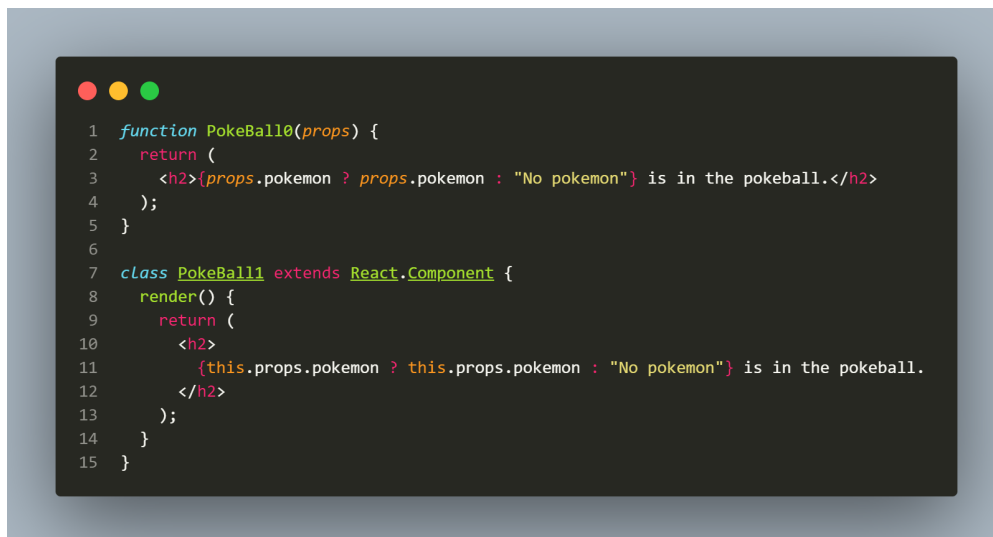 1 function PokeBall0(props) {
2   return (
3     <h2>{props.pokemon ? props.pokemon : "No pokemon"} is in the pokeball.</h2>
4   );
5 }
6
7 class PokeBall1 extends React.Component {
8   render() {
9     return (
10       <h2>
11         {this.props.pokemon ? this.props.pokemon : "No pokemon"} is in the pokeball.
12       </h2>
13     );
14   }
15 }